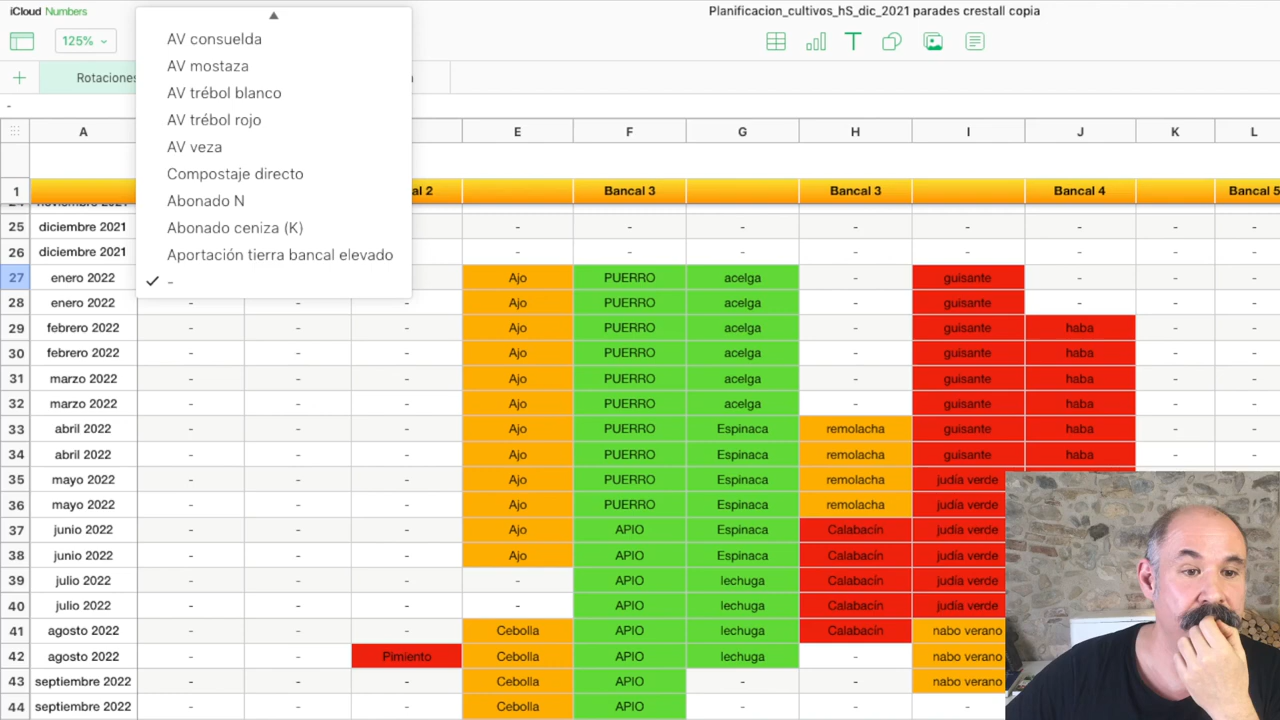 iCloud Numbers
Planificacion_cultivos_hS_dic_2021 parades crestall copia
125%
Rotaciones
AV consuelda
AV mostaza
AV trébol blanco
AV trébol rojo
AV veza
Compostaje directo
Abonado N
Abonado ceniza (K)
Aportación tierra bancal elevado
-
-
A E F G H I J K L
1 al 2 Bancal 3 Bancal 3 Bancal 4 Bancal 5
25 diciembre 2021 - - - - - - - -
26 diciembre 2021 - - - - - - - -
27 enero 2022 Ajo PUERRO acelga - guisante - - -
28 enero 2022 - - - Ajo PUERRO acelga - guisante - - -
29 febrero 2022 - - - Ajo PUERRO acelga - guisante haba - -
30 febrero 2022 - - - Ajo PUERRO acelga - guisante haba - -
31 marzo 2022 - - - Ajo PUERRO acelga - guisante haba - -
32 marzo 2022 - - - Ajo PUERRO acelga - guisante haba - -
33 abril 2022 - - - Ajo PUERRO Espinaca remolacha guisante haba - -
34 abril 2022 - - - Ajo PUERRO Espinaca remolacha guisante haba - -
35 mayo 2022 - - - Ajo PUERRO Espinaca remolacha judía verde
36 mayo 2022 - - - Ajo PUERRO Espinaca remolacha judía verde
37 junio 2022 - - - Ajo APIO Espinaca Calabacín judía verde
38 junio 2022 - - - Ajo APIO Espinaca Calabacín judía verde
39 julio 2022 - - - - APIO lechuga Calabacín judía verde
40 julio 2022 - - - - APIO lechuga Calabacín judía verde
41 agosto 2022 - - - Cebolla APIO lechuga Calabacín nabo verano
42 agosto 2022 - - Pimiento Cebolla APIO lechuga - nabo verano
43 septiembre 2022 - - - Cebolla APIO - - nabo verano
44 septiembre 2022 - - - Cebolla APIO - - -